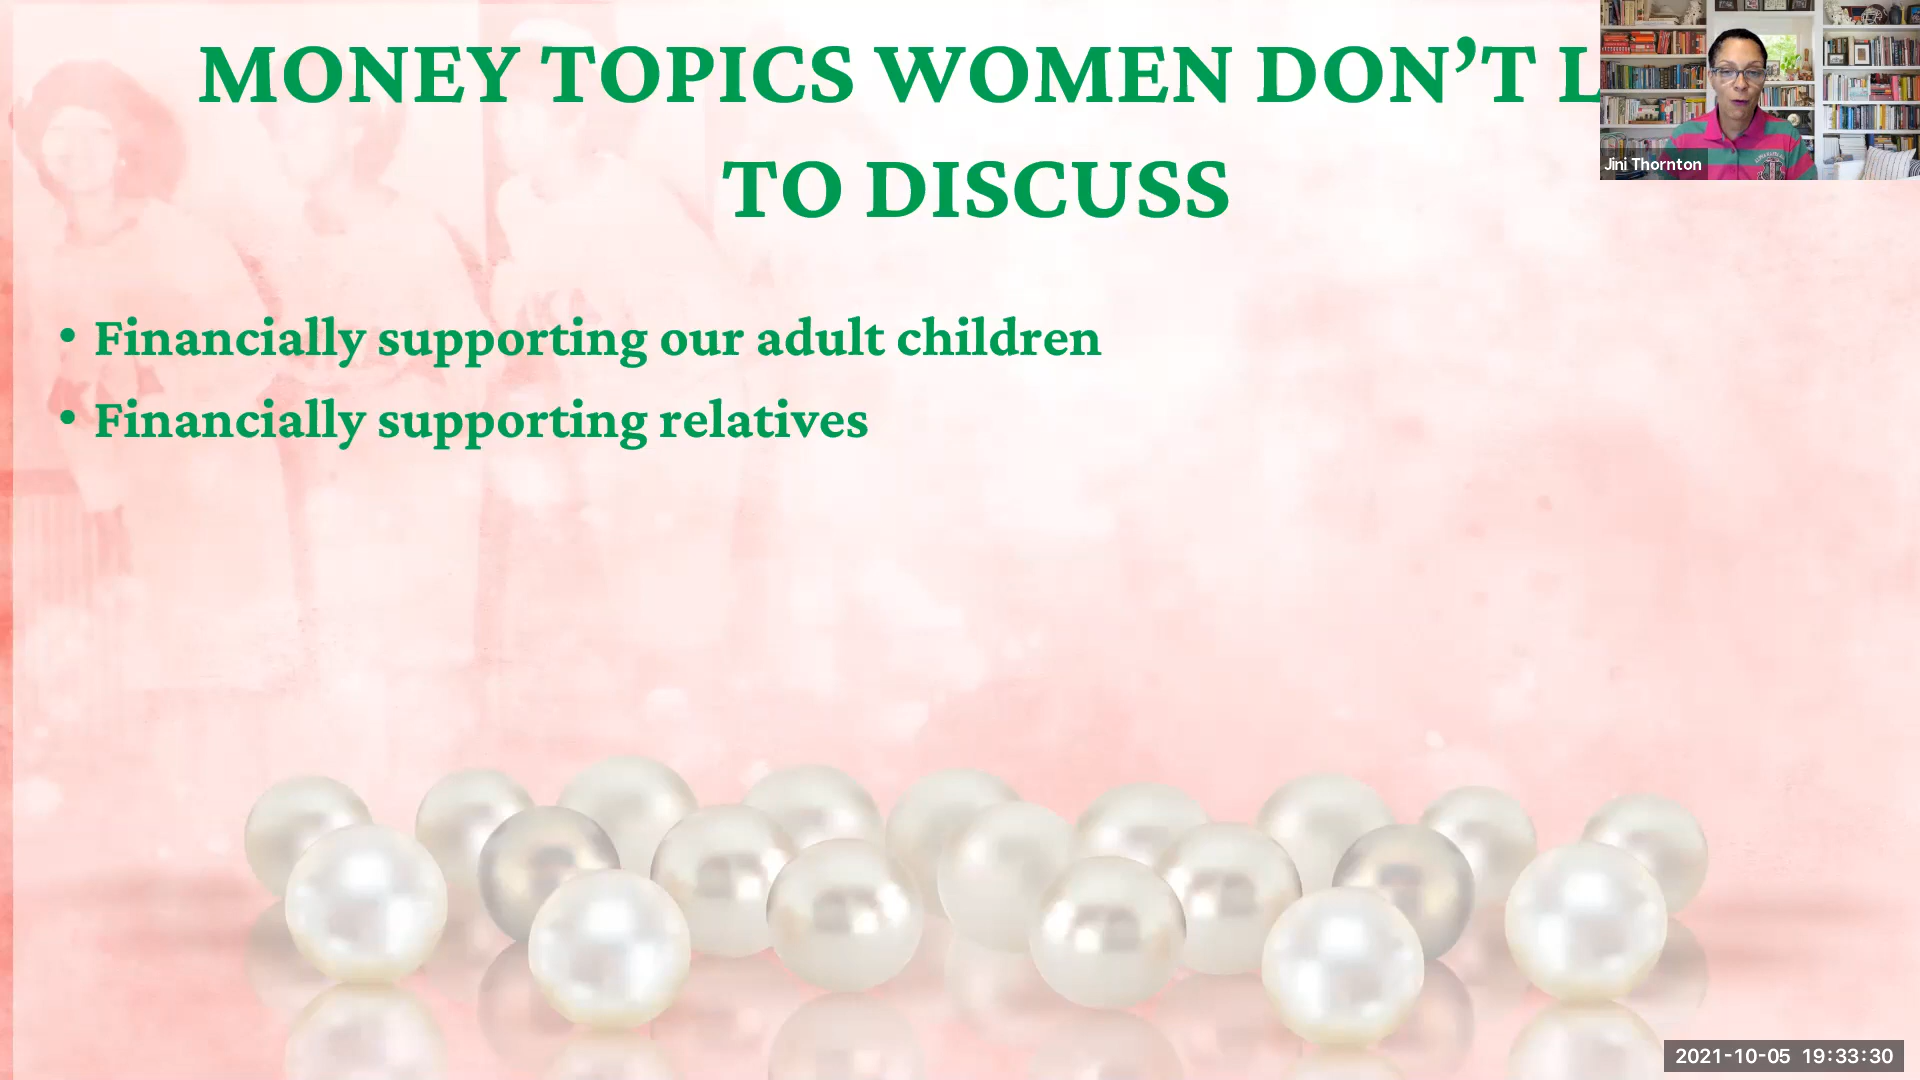 MONEY TOPICS WOMEN DON’T L
TO DISCUSS
Jini Thornton
• Financially supporting our adult children
• Financially supporting relatives
2021-10-05 19:33:30